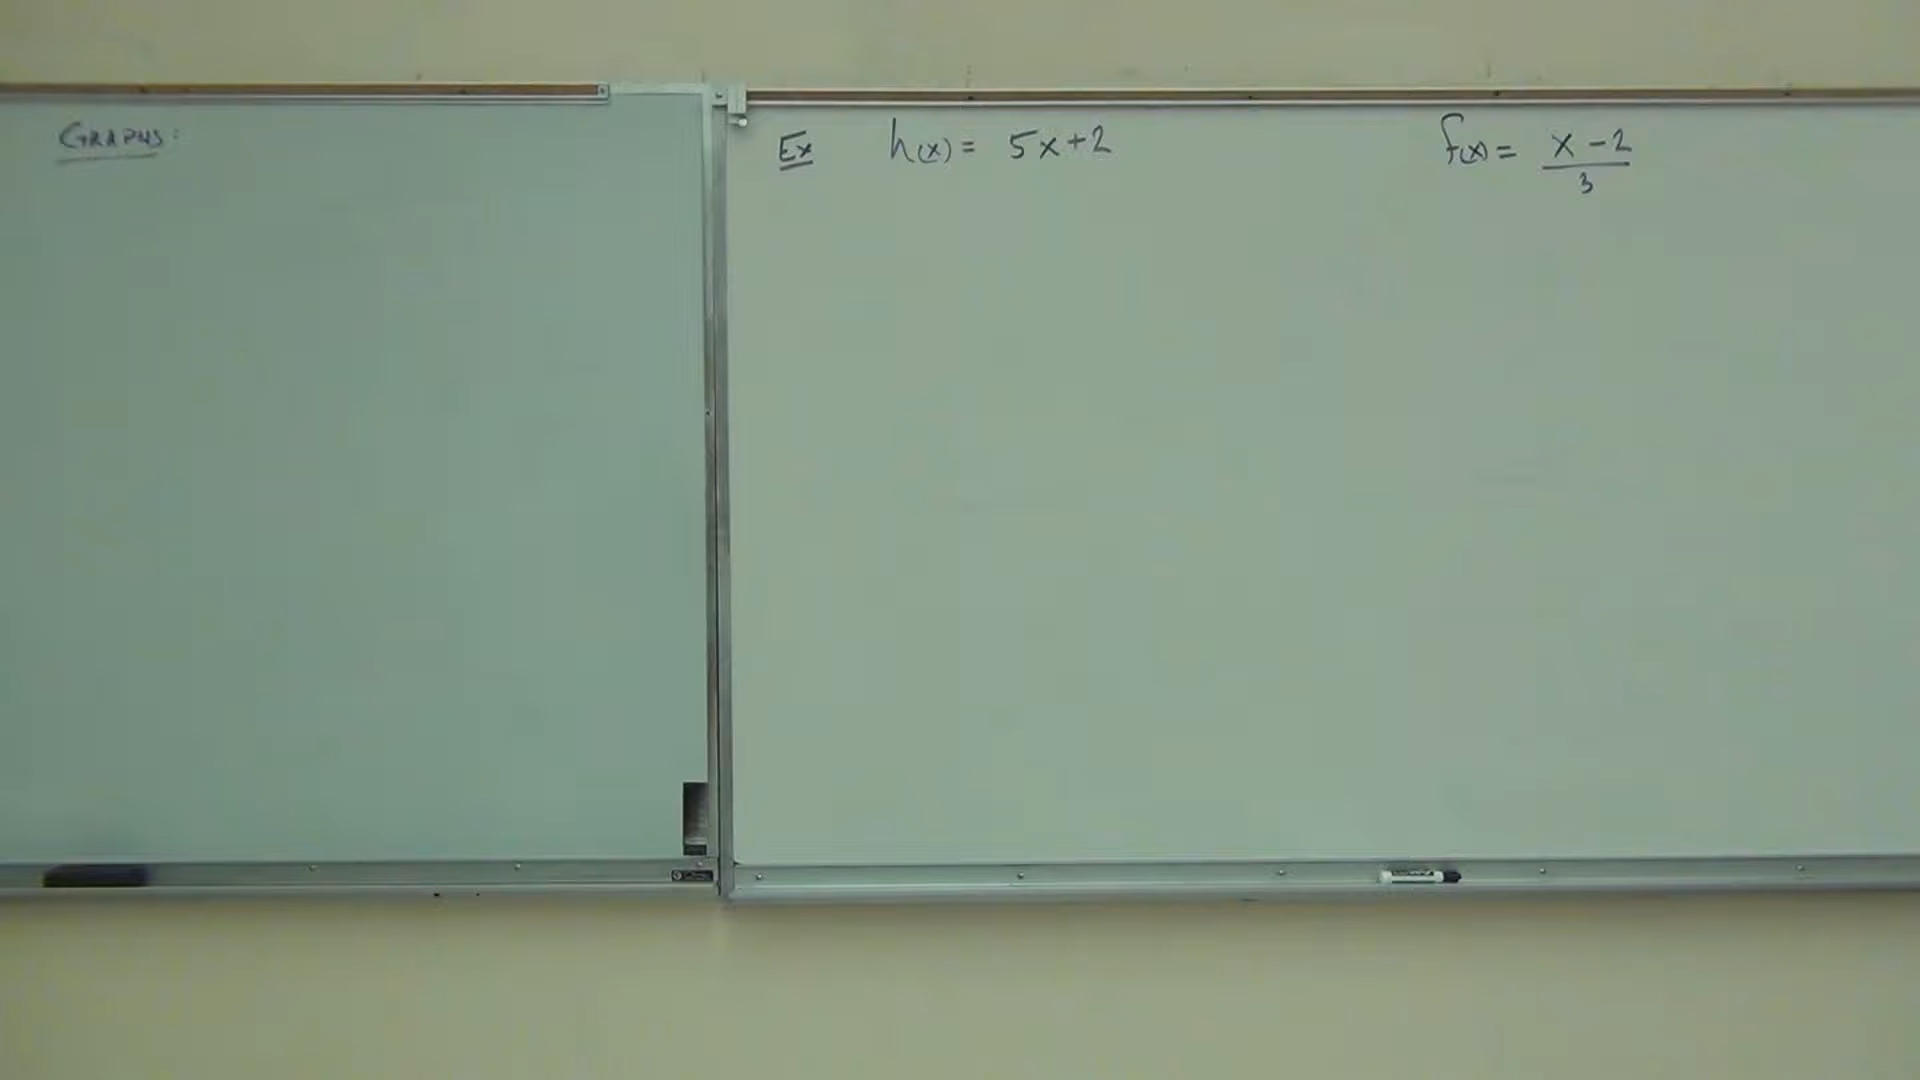 GRAPHS:
Ex h(x) = 5x+2
f(x) = x-2
3